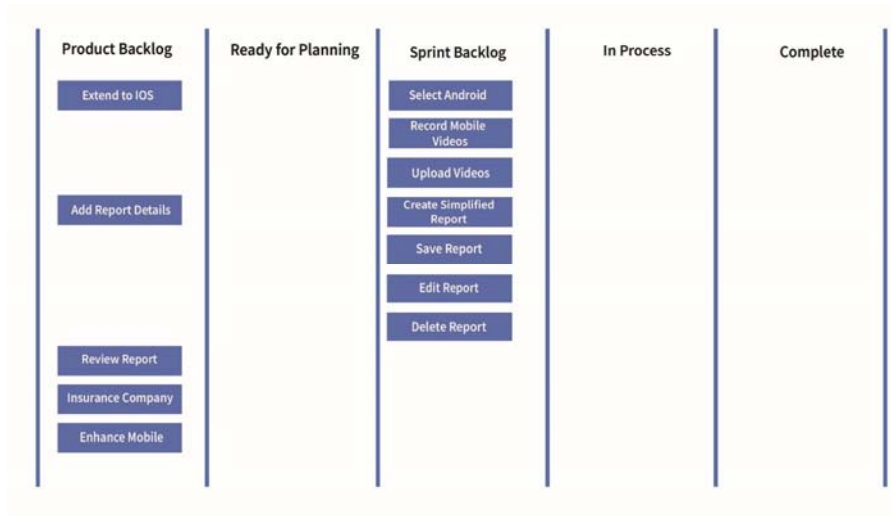 Product Backlog
Ready for Planning
Sprint Backlog
In Process
Complete
Extend to IOS
Add Report Details
Review Report
Insurance Company
Enhance Mobile
Select Android
Record Mobile
Videos
Upload Videos
Create Simplified
Report
Save Report
Edit Report
Delete Report